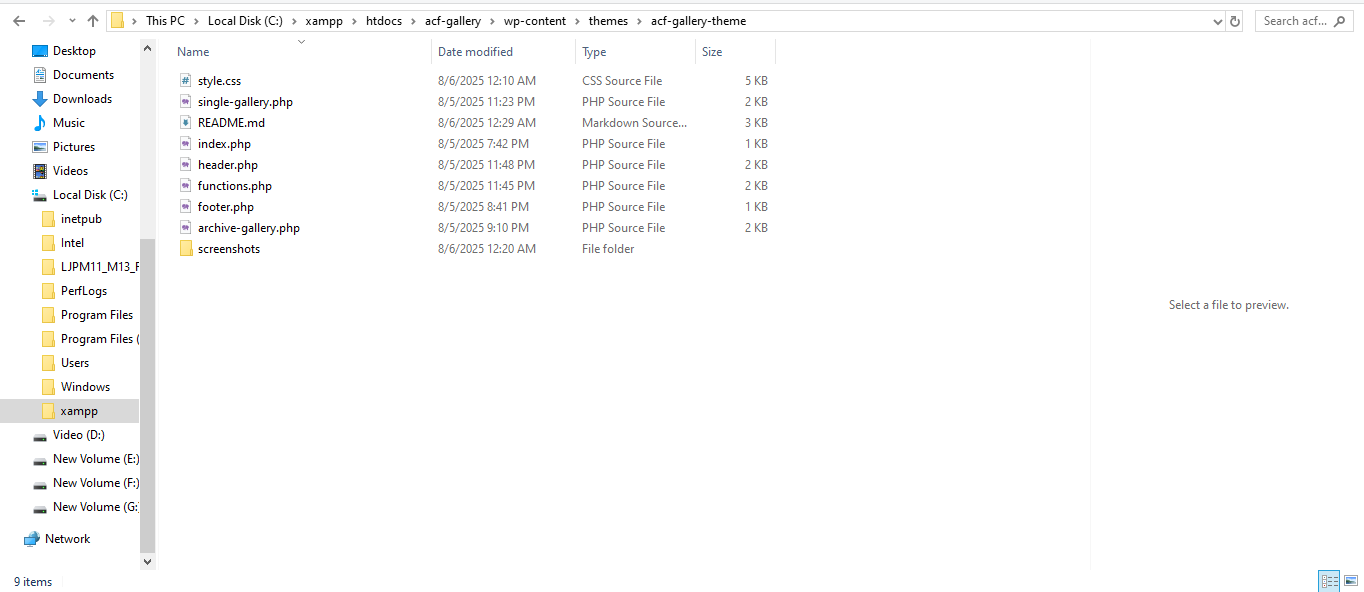 This PC > Local Disk (C:) > xampp > htdocs > acf-gallery > wp-content > themes > acf-gallery-theme
Search acf...
Desktop
Documents
Downloads
Music
Pictures
Videos
Local Disk (C:)
inetpub
Intel
LJPM11_M13_F
PerfLogs
Program Files
Program Files (
Users
Windows
xampp
Video (D:)
New Volume (E:)
New Volume (F:)
New Volume (G:
Network
Name Date modified Type Size
style.css 8/6/2025 12:10 AM CSS Source File 5 KB
single-gallery.php 8/5/2025 11:23 PM PHP Source File 2 KB
README.md 8/6/2025 12:29 AM Markdown Source... 3 KB
index.php 8/5/2025 7:42 PM PHP Source File 1 KB
header.php 8/5/2025 11:48 PM PHP Source File 2 KB
functions.php 8/5/2025 11:45 PM PHP Source File 2 KB
footer.php 8/5/2025 8:41 PM PHP Source File 1 KB
archive-gallery.php 8/5/2025 9:10 PM PHP Source File 2 KB
screenshots 8/6/2025 12:20 AM File folder
Select a file to preview.
9 items